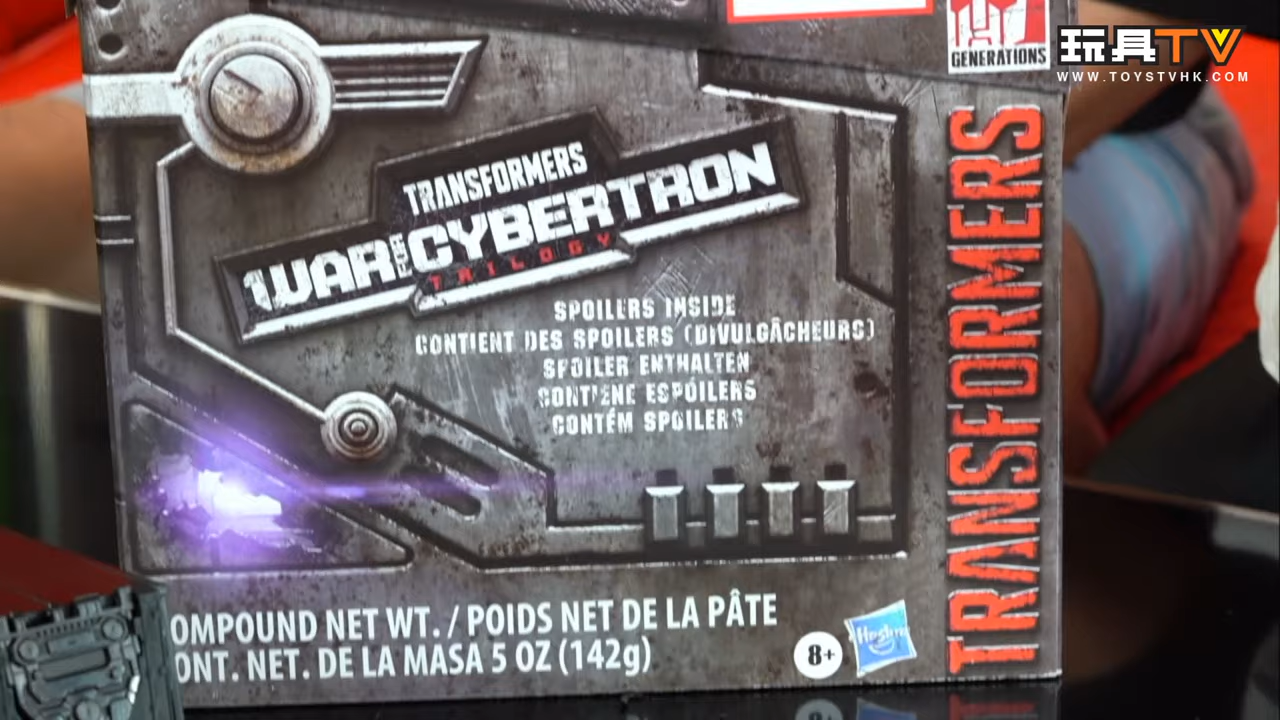 玩具TV
WWW.TOYSTVHK.COM
GENERATIONS
TRANSFORMERS
TRANSFORMERS
WAR FOR CYBERTRON
TRILOGY
SPOILERS INSIDE
CONTIENT DES SPOILERS (DIVULGÂCHEURS)
SPOILER ENTHALTEN
CONTIENE ESPÓILERS
CONTÉM SPOILERS
OMPOUND NET WT. / POIDS NET DE LA PÂTE
ONT. NET. DE LA MASA 5 OZ (142g)
8+
Hasbro